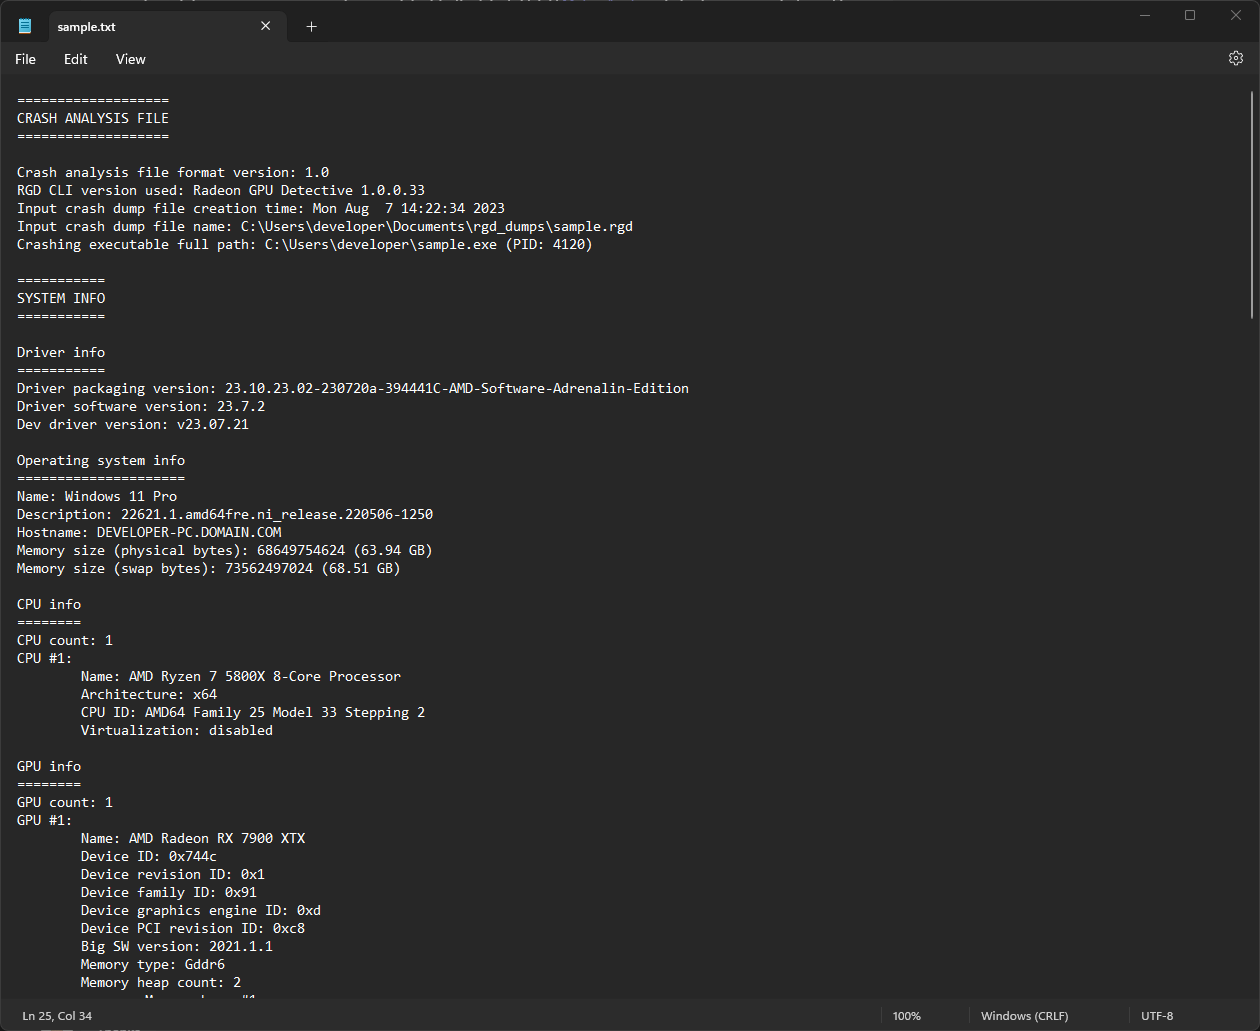 sample.txt
File Edit View
===================
CRASH ANALYSIS FILE
===================
Crash analysis file format version: 1.0
RGD CLI version used: Radeon GPU Detective 1.0.0.33
Input crash dump file creation time: Mon Aug  7 14:22:34 2023
Input crash dump file name: C:\Users\developer\Documents\rgd_dumps\sample.rgd
Crashing executable full path: C:\Users\developer\sample.exe (PID: 4120)
===========
SYSTEM INFO
===========
Driver info
===========
Driver packaging version: 23.10.23.02-230720a-394441C-AMD-Software-Adrenalin-Edition
Driver software version: 23.7.2
Dev driver version: v23.07.21
Operating system info
=====================
Name: Windows 11 Pro
Description: 22621.1.amd64fre.ni_release.220506-1250
Hostname: DEVELOPER-PC.DOMAIN.COM
Memory size (physical bytes): 68649754624 (63.94 GB)
Memory size (swap bytes): 73562497024 (68.51 GB)
CPU info
========
CPU count: 1
CPU #1:
Name: AMD Ryzen 7 5800X 8-Core Processor
Architecture: x64
CPU ID: AMD64 Family 25 Model 33 Stepping 2
Virtualization: disabled
GPU info
========
GPU count: 1
GPU #1:
Name: AMD Radeon RX 7900 XTX
Device ID: 0x744c
Device revision ID: 0x1
Device family ID: 0x91
Device graphics engine ID: 0xd
Device PCI revision ID: 0xc8
Big SW version: 2021.1.1
Memory type: Gddr6
Memory heap count: 2
Ln 25, Col 34 100% Windows (CRLF) UTF-8